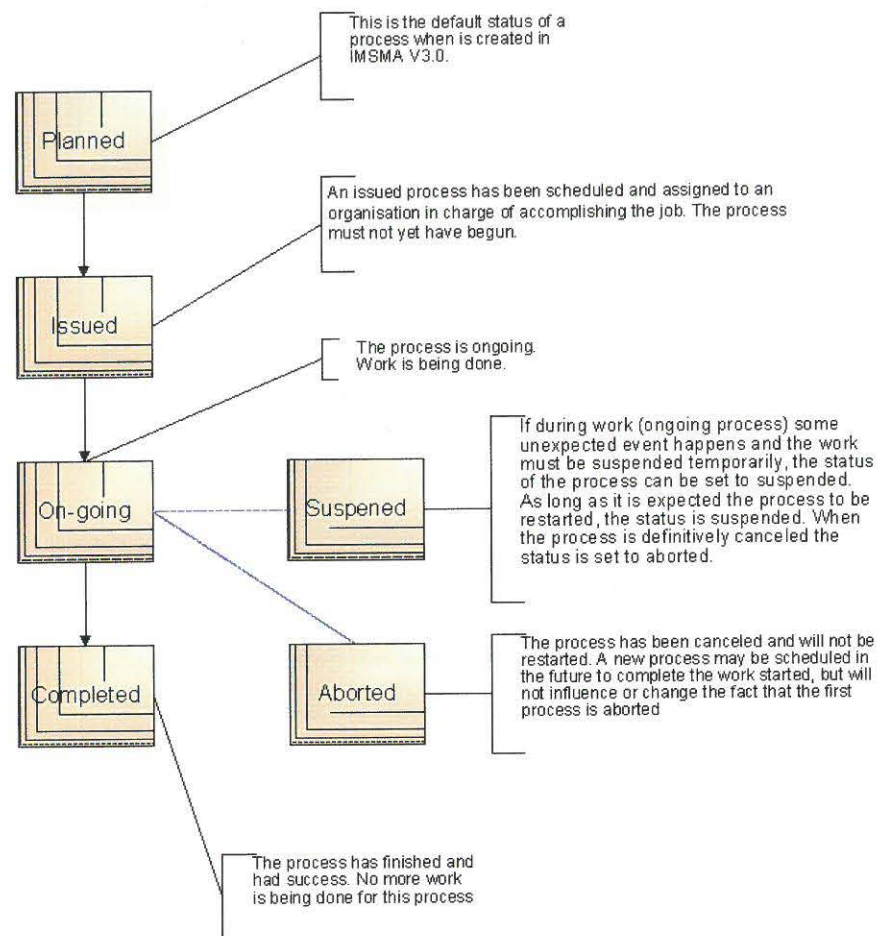 This is the default status of a
process when is created in
IMSMA V3.0.
Planned
An issued process has been scheduled and assigned to an
organisation in charge of accomplishing the job. The process
must not yet have begun.
Issued
The process is ongoing.
Work is being done.
On-going
Suspened
If during work (ongoing process) some
unexpected event happens and the work
must be suspended temporarily, the status
of the process can be set to suspended.
As long as it is expected the process to be
restarted, the status is suspended. When
the process is definitively canceled the
status is set to aborted.
Completed
Aborted
The process has been canceled and will not be
restarted. A new process may be scheduled in
the future to complete the work started, but will
not influence or change the fact that the first
process is aborted
The process has finished and
had success. No more work
is being done for this process